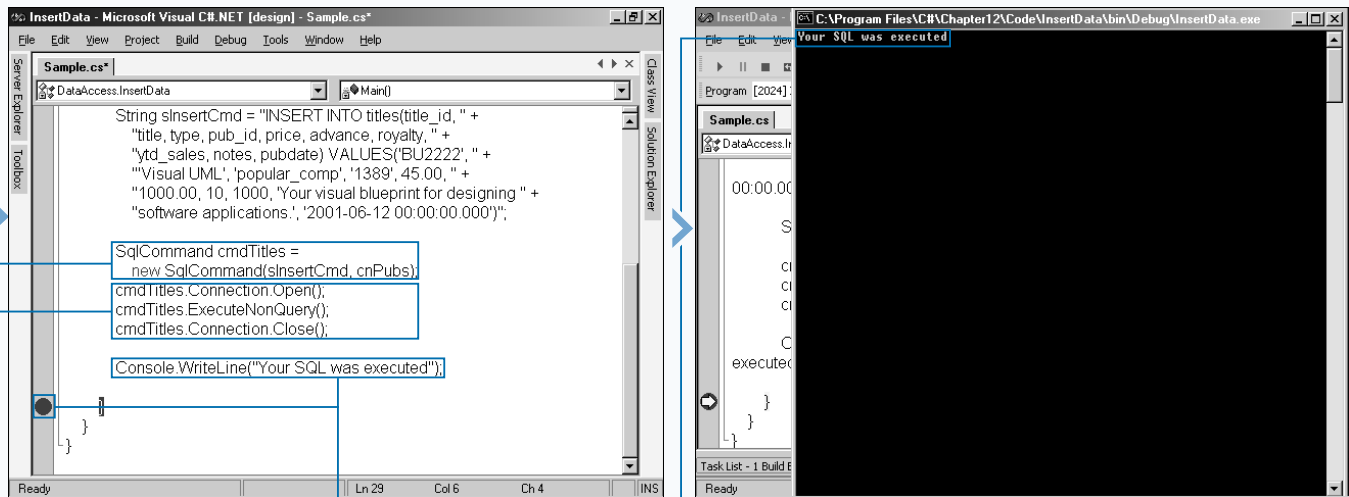 InsertData - Microsoft Visual C#.NET [design] - Sample.cs*
File Edit View Project Build Debug Tools Window Help
Server Explorer
Toolbox
Sample.cs*
DataAccess.InsertData
Main()
String sInsertCmd = "INSERT INTO titles(title_id, " +
"title, type, pub_id, price, advance, royalty, " +
"ytd_sales, notes, pubdate) VALUES('BU2222', " +
"'Visual UML', 'popular_comp', '1389', 45.00, " +
"1000.00, 10, 1000, 'Your visual blueprint for designing " +
"software applications.', '2001-06-12 00:00:00.000')";
SqlCommand cmdTitles =
new SqlCommand(sInsertCmd, cnPubs);
cmdTitles.Connection.Open();
cmdTitles.ExecuteNonQuery();
cmdTitles.Connection.Close();
Console.WriteLine("Your SQL was executed");
}
}
}
Class View
Solution Explorer
Ready Ln 29 Col 6 Ch 4 INS
InsertData -
C:\Program Files\C#\Chapter12\Code\InsertData\bin\Debug\InsertData.exe
File Edit View
Your SQL was executed
Program [2024]
Sample.cs
DataAccess.I
00:00.00
S
c
c
c
C
executed
}
}
}
Task List - 1 Build E
Ready